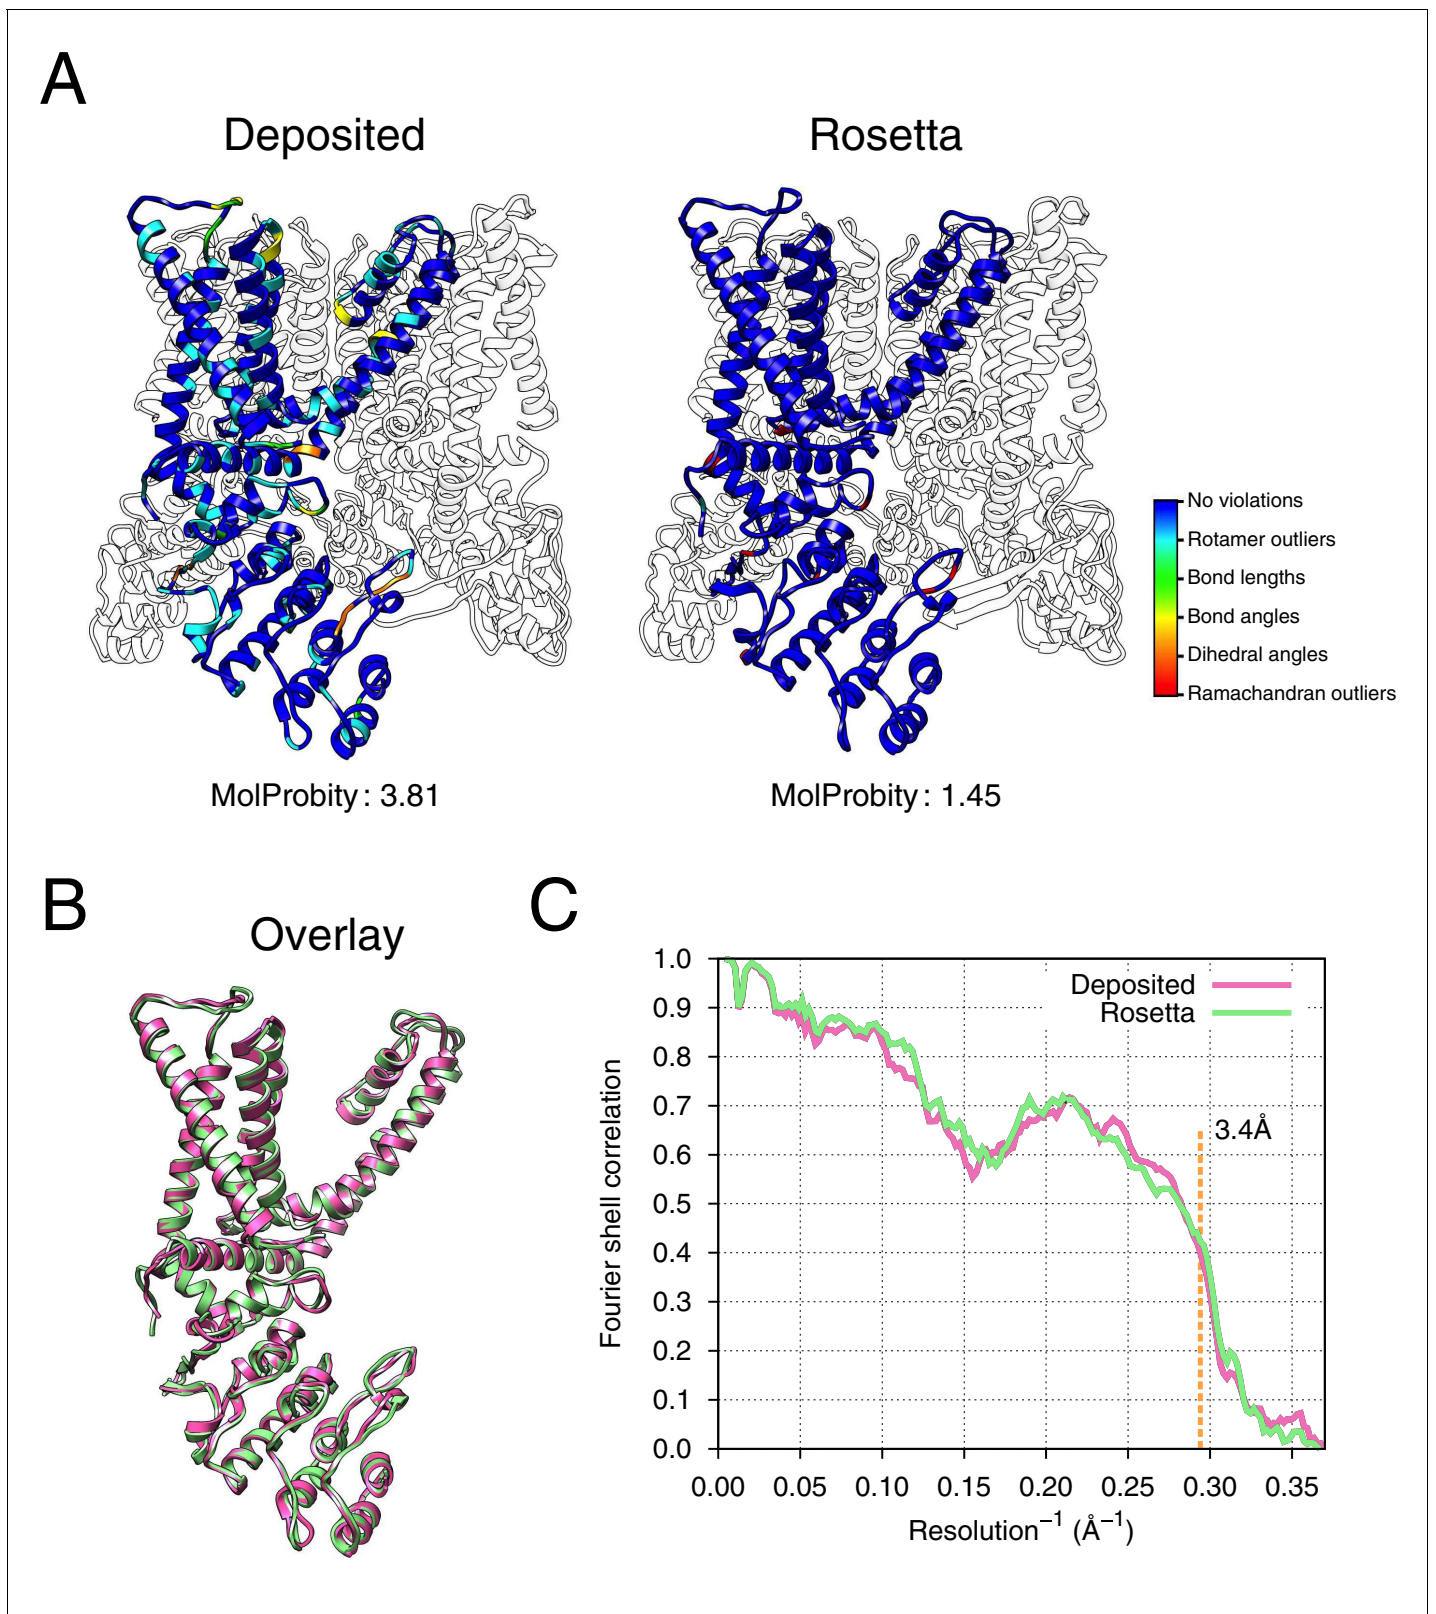 A
Deposited
Rosetta
No violations
Rotamer outliers
Bond lengths
Bond angles
Dihedral angles
Ramachandran outliers
MolProbity: 3.81
MolProbity: 1.45
B
Overlay
C
Deposited
Rosetta
3.4Å
Fourier shell correlation
1.0
0.9
0.8
0.7
0.6
0.5
0.4
0.3
0.2
0.1
0.0
0.00 0.05 0.10 0.15 0.20 0.25 0.30 0.35
Resolution⁻¹ (Å⁻¹)